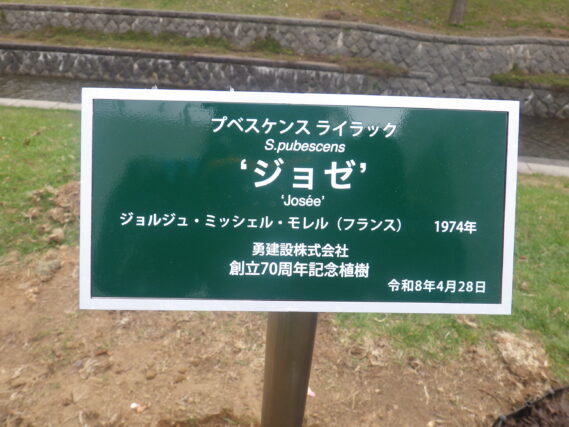 プベスケンス ライラック
S.pubescens
‘ジョゼ’
‘Josée’
ジョルジュ・ミッシェル・モレル（フランス） 1974年
勇建設株式会社
創立70周年記念植樹
令和8年4月28日